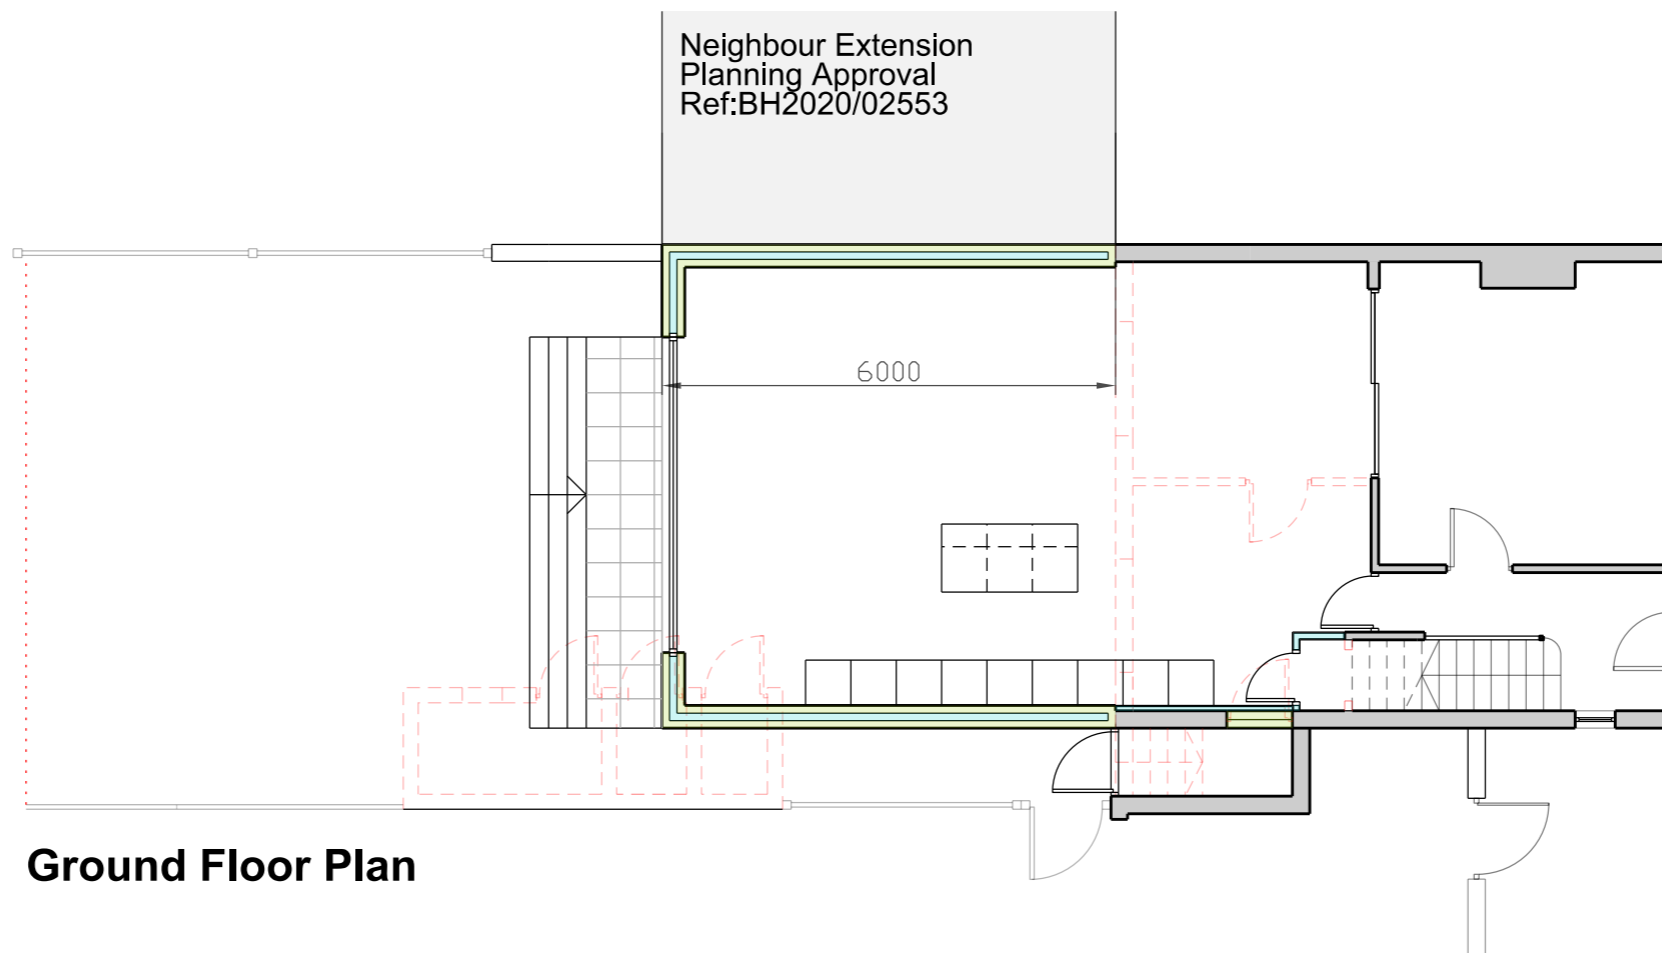 Neighbour Extension
Planning Approval
Ref:BH2020/02553
6000
Ground Floor Plan